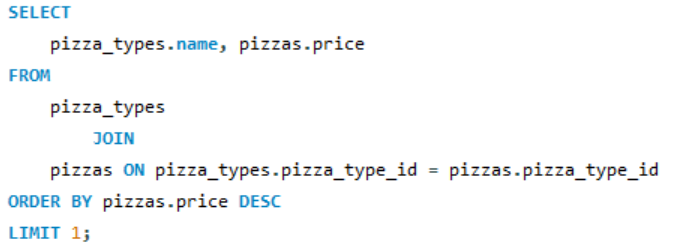 SELECT
    pizza_types.name, pizzas.price
FROM
    pizza_types
        JOIN
    pizzas ON pizza_types.pizza_type_id = pizzas.pizza_type_id
ORDER BY pizzas.price DESC
LIMIT 1;